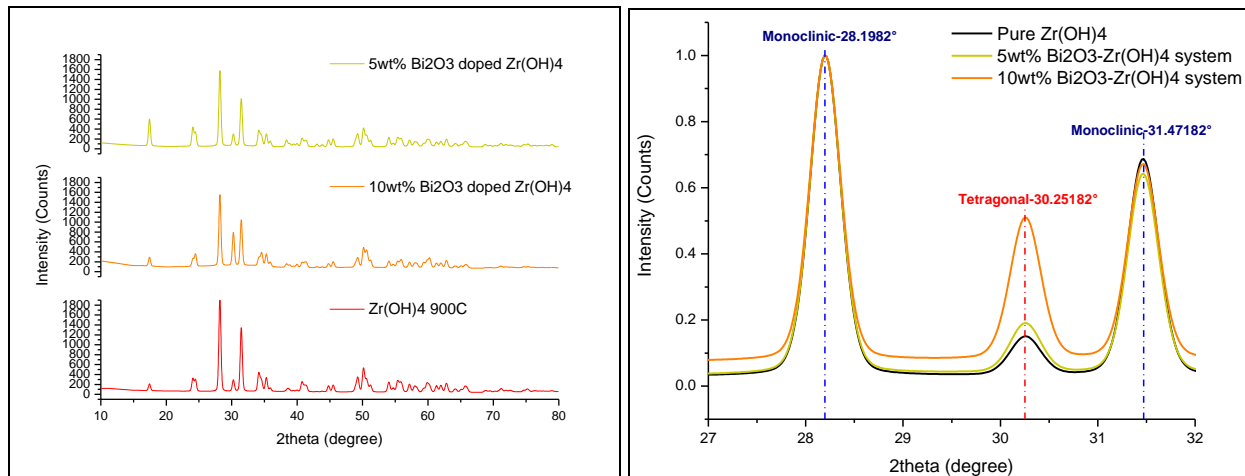 1800
1600
1400
1200
1000
800
600
400
200
0
5wt% Bi2O3 doped Zr(OH)4
1800
1600
1400
1200
1000
800
600
400
200
0
10wt% Bi2O3 doped Zr(OH)4
1800
1600
1400
1200
1000
800
600
400
200
0
Zr(OH)4 900C
Intensity (Counts)
10 20 30 40 50 60 70 80
2theta (degree)
Monoclinic-28.1982°
Pure Zr(OH)4
5wt% Bi2O3-Zr(OH)4 system
10wt% Bi2O3-Zr(OH)4 system
Monoclinic-31.47182°
Tetragonal-30.25182°
1.0
0.8
0.6
0.4
0.2
0.0
Intensity (Counts)
27 28 29 30 31 32
2theta (degree)